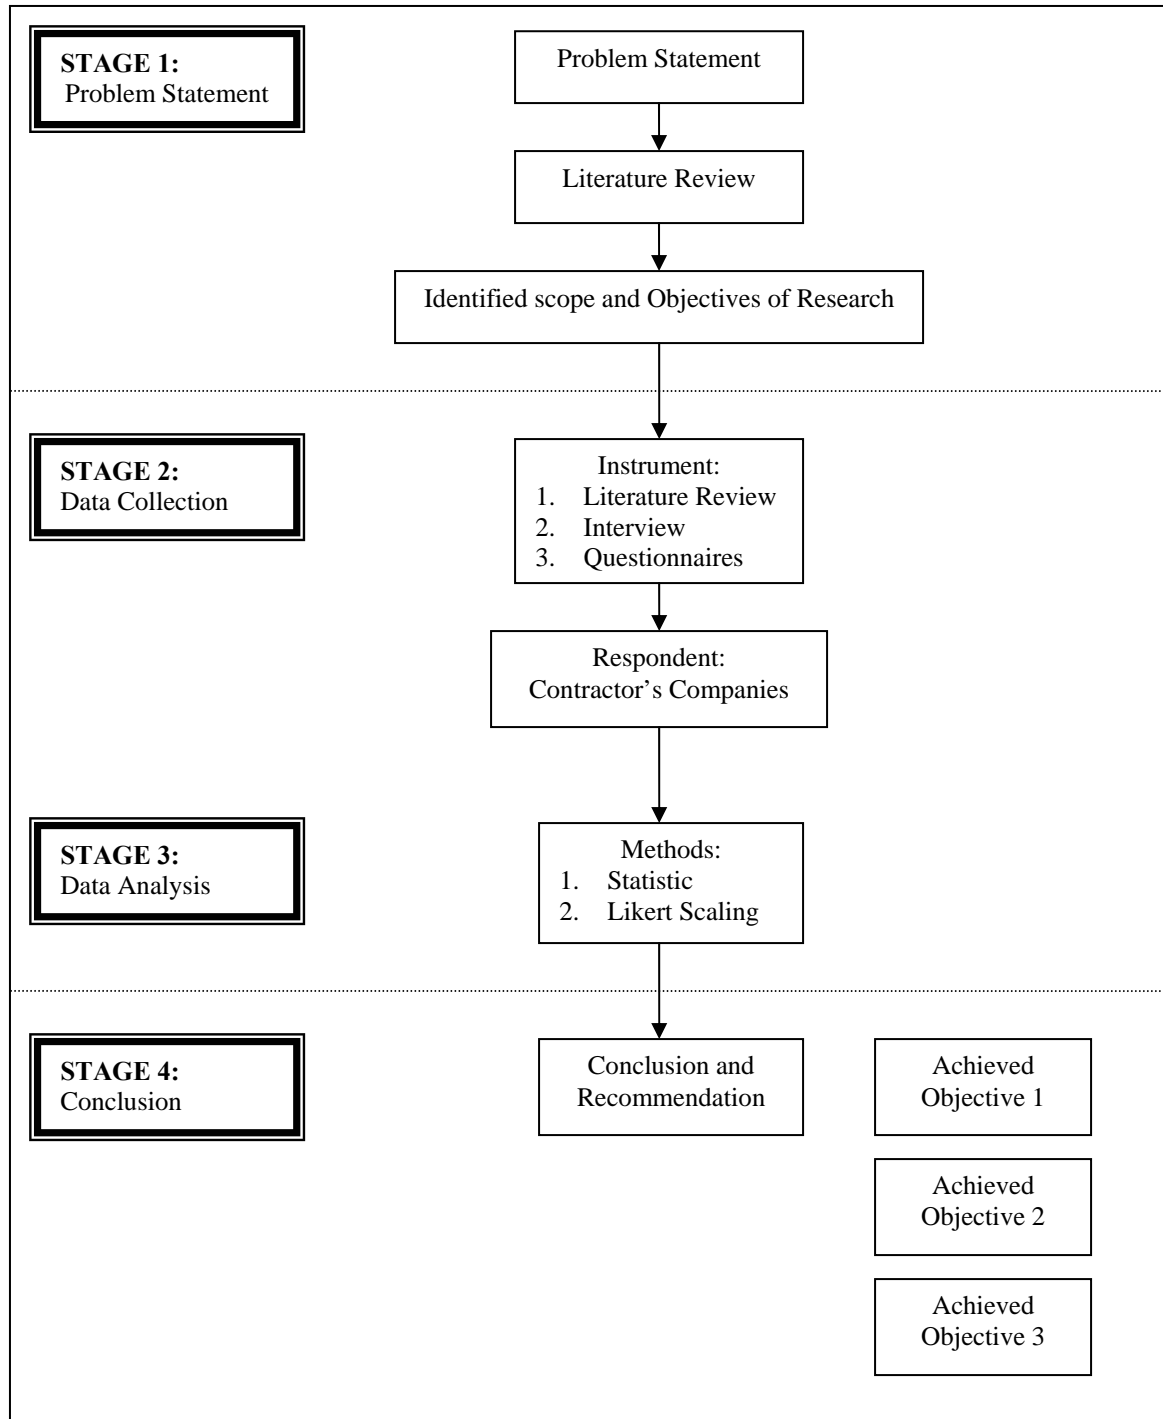 STAGE 1:
Problem Statement
Problem Statement
Literature Review
Identified scope and Objectives of Research
STAGE 2:
Data Collection
Instrument:
1. Literature Review
2. Interview
3. Questionnaires
Respondent:
Contractor’s Companies
STAGE 3:
Data Analysis
Methods:
1. Statistic
2. Likert Scaling
STAGE 4:
Conclusion
Conclusion and
Recommendation
Achieved
Objective 1
Achieved
Objective 2
Achieved
Objective 3